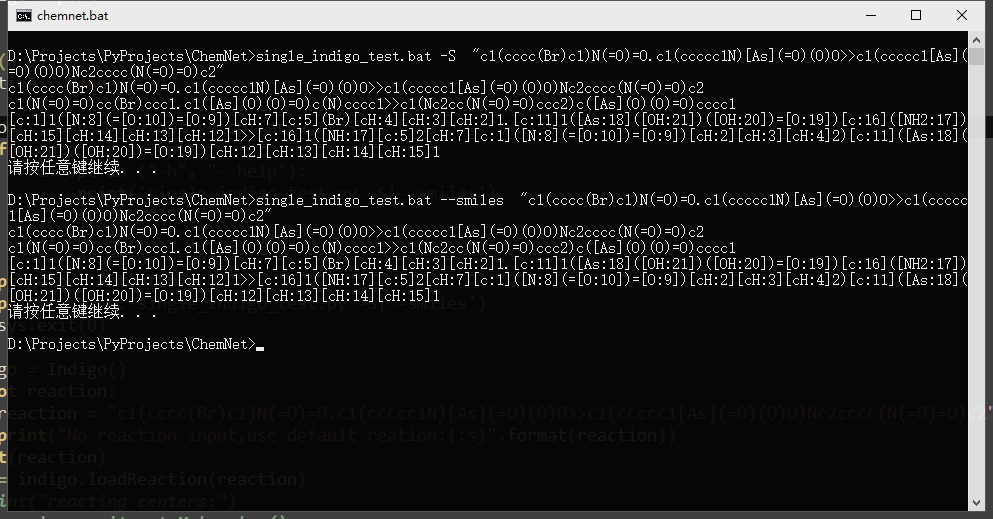 chemnet.bat
D:\Projects\PyProjects\ChemNet>single_indigo_test.bat -S  "c1(cccc(Br)c1)N(=O)=O.c1(ccccc1N)[As](=O)(O)O>>c1(ccccc1[As](
=O)(O)O)Nc2cccc(N(=O)=O)c2"
c1(cccc(Br)c1)N(=O)=O.c1(ccccc1N)[As](=O)(O)O>>c1(ccccc1[As](=O)(O)O)Nc2cccc(N(=O)=O)c2
c1(N(=O)=O)cc(Br)ccc1.c1([As](O)(O)=O)c(N)cccc1>>c1(Nc2cc(N(=O)=O)ccc2)c([As](O)(O)=O)cccc1
[c:1]1([N:8](=[O:10])=[O:9])[cH:7][c:5](Br)[cH:4][cH:3][cH:2]1.[c:11]1([As:18]([OH:21])([OH:20])=[O:19])[c:16]([NH2:17])
[cH:15][cH:14][cH:13][cH:12]1>>[c:16]1([NH:17][c:5]2[cH:7][c:1]([N:8](=[O:10])=[O:9])[cH:2][cH:3][cH:4]2)[c:11]([As:18](
[OH:21])([OH:20])=[O:19])[cH:12][cH:13][cH:14][cH:15]1
请按任意键继续. . .
D:\Projects\PyProjects\ChemNet>single_indigo_test.bat --smiles  "c1(cccc(Br)c1)N(=O)=O.c1(ccccc1N)[As](=O)(O)O>>c1(ccccc
1[As](=O)(O)O)Nc2cccc(N(=O)=O)c2"
c1(cccc(Br)c1)N(=O)=O.c1(ccccc1N)[As](=O)(O)O>>c1(ccccc1[As](=O)(O)O)Nc2cccc(N(=O)=O)c2
c1(N(=O)=O)cc(Br)ccc1.c1([As](O)(O)=O)c(N)cccc1>>c1(Nc2cc(N(=O)=O)ccc2)c([As](O)(O)=O)cccc1
[c:1]1([N:8](=[O:10])=[O:9])[cH:7][c:5](Br)[cH:4][cH:3][cH:2]1.[c:11]1([As:18]([OH:21])([OH:20])=[O:19])[c:16]([NH2:17])
[cH:15][cH:14][cH:13][cH:12]1>>[c:16]1([NH:17][c:5]2[cH:7][c:1]([N:8](=[O:10])=[O:9])[cH:2][cH:3][cH:4]2)[c:11]([As:18](
[OH:21])([OH:20])=[O:19])[cH:12][cH:13][cH:14][cH:15]1
请按任意键继续. . .
D:\Projects\PyProjects\ChemNet>
sys.exit(0)
go = Indigo()
ot reaction:
reaction = "c1(cccc(Br)c1)N(=O)=O.c1(ccccc1N)[As](=O)(O)O>>c1(ccccc1[As](=O)(O)O)Nc2cccc(N(=O)=O)c2"
print("No reaction input,use default reation:{:s}".format(reaction))
t(reaction)
= indigo.loadReaction(reaction)
int("reacting centers:")